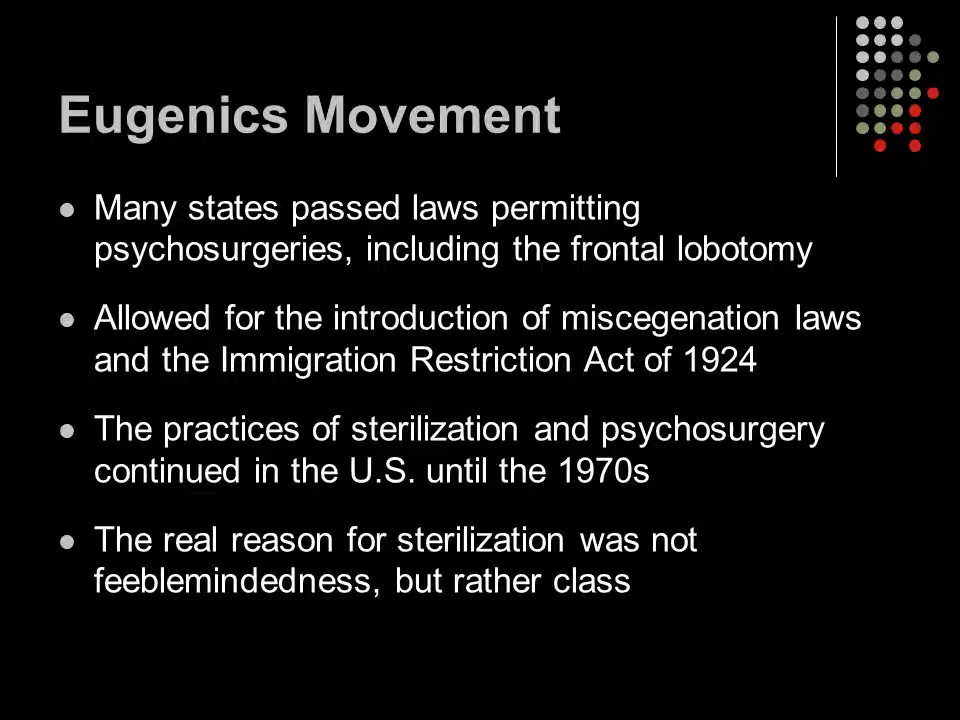 Eugenics Movement
Many states passed laws permitting
psychosurgeries, including the frontal lobotomy
Allowed for the introduction of miscegenation laws
and the Immigration Restriction Act of 1924
The practices of sterilization and psychosurgery
continued in the U.S. until the 1970s
The real reason for sterilization was not
feeblemindedness, but rather class